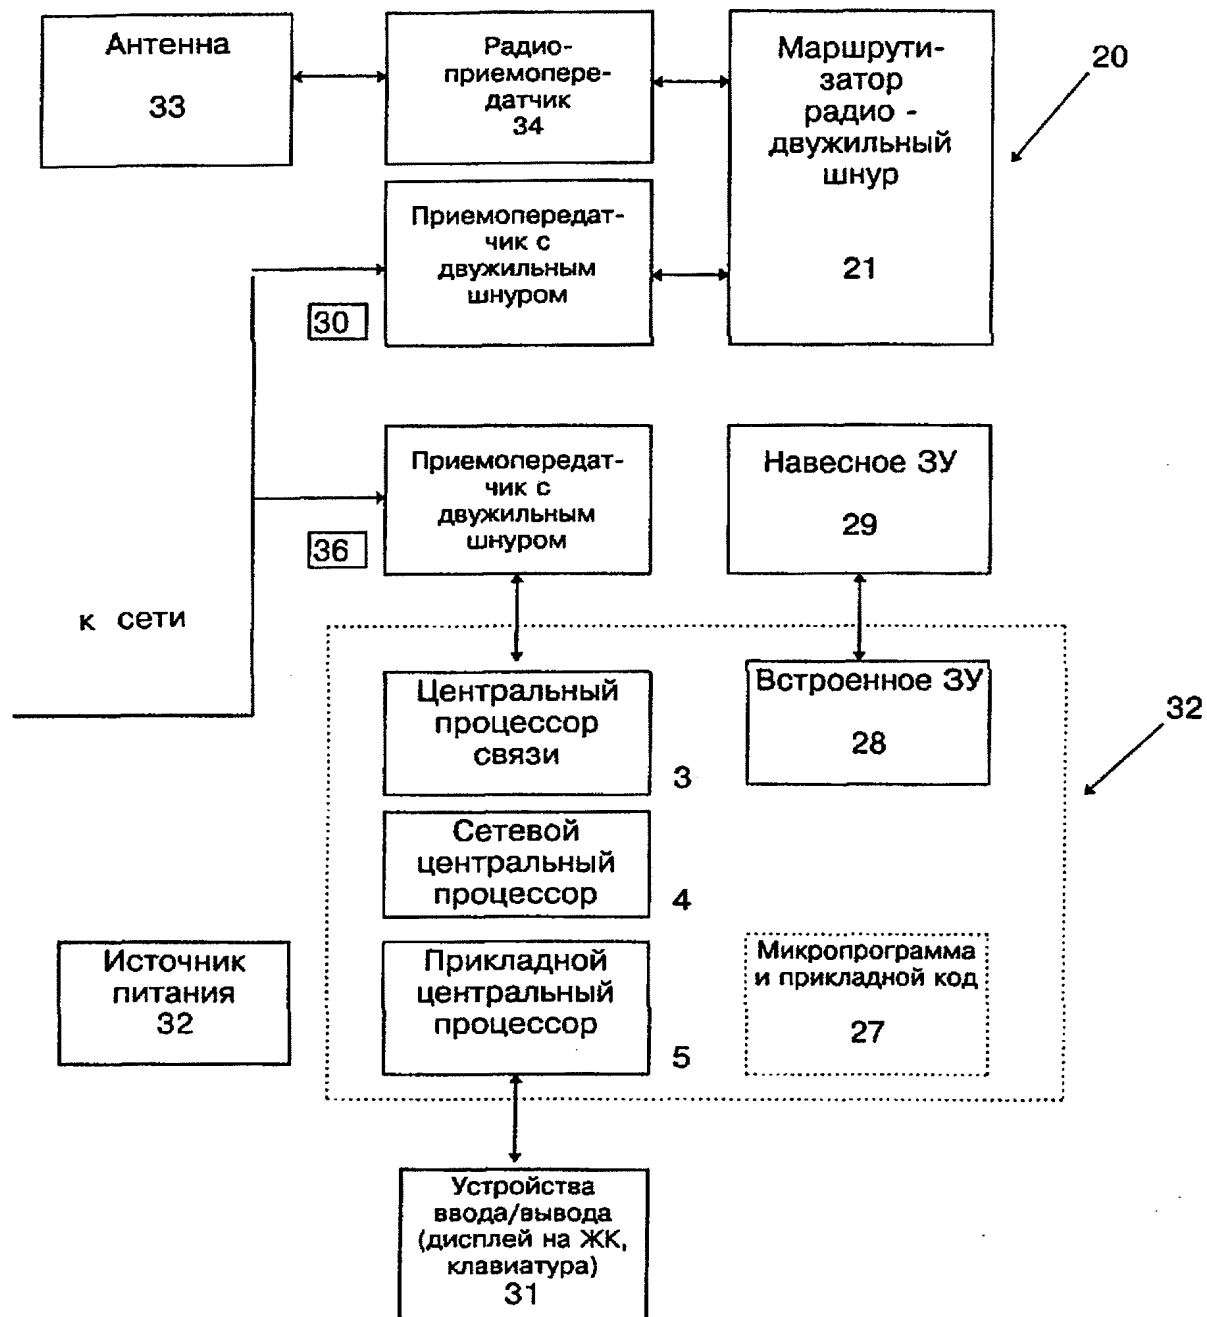 Антенна
33
Радио-
приемопере-
датчик
34
Маршрути-
затор
радио -
двужильный
шнур
21
20
Приемопередат-
чик с
двужильным
шнуром
30
Приемопередат-
чик с
двужильным
шнуром
36
Навесное ЗУ
29
к сети
Центральный
процессор
связи
3
Встроенное ЗУ
28
32
Сетевой
центральный
процессор
4
Источник
питания
32
Прикладной
центральный
процессор
5
Микропрограмма
и прикладной код
27
Устройства
ввода/вывода
(дисплей на ЖК,
клавиатура)
31